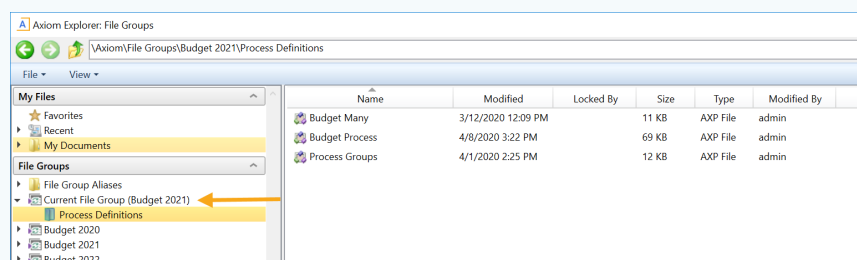 Axiom Explorer: File Groups
\Axiom\File Groups\Budget 2021\Process Definitions
File View
My Files
Favorites
Recent
My Documents
File Groups
File Group Aliases
Current File Group (Budget 2021)
Process Definitions
Budget 2020
Budget 2021
Budget 2022
Name Modified Locked By Size Type Modified By
Budget Many 3/12/2020 12:09 PM 11 KB AXP File admin
Budget Process 4/8/2020 3:22 PM 69 KB AXP File admin
Process Groups 4/1/2020 2:25 PM 12 KB AXP File admin